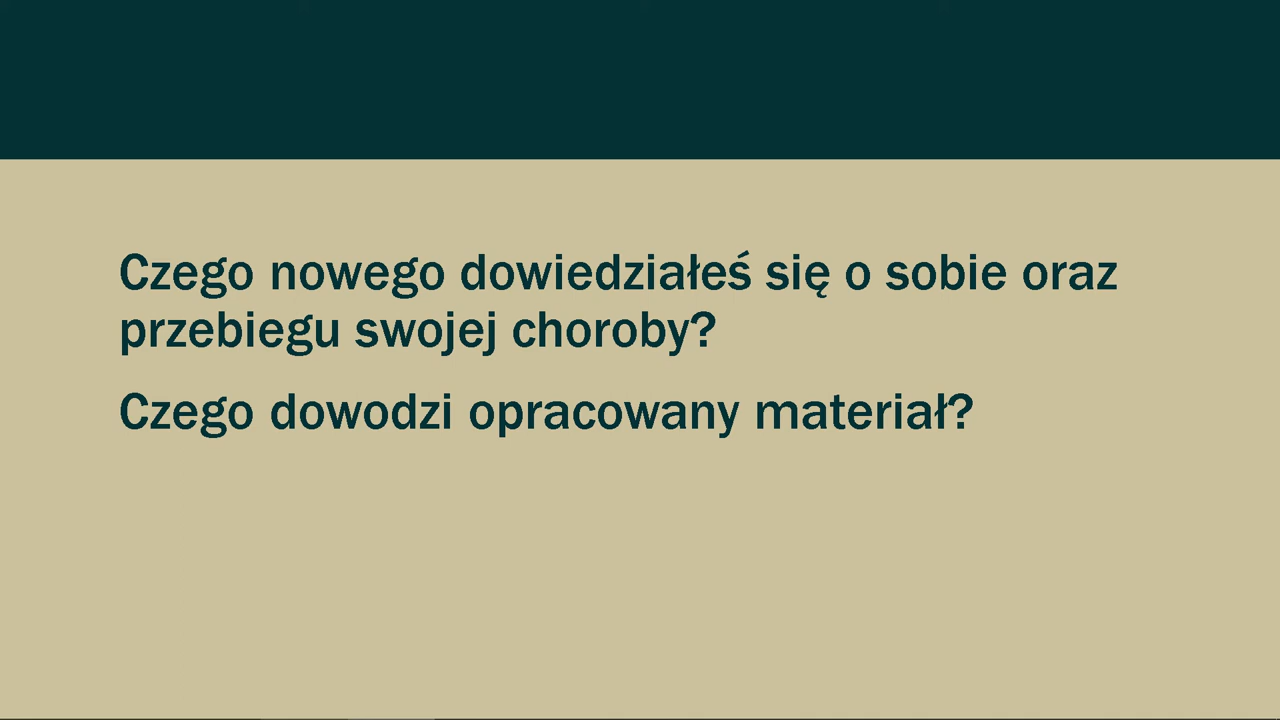 Czego nowego dowiedziałeś się o sobie oraz
przebiegu swojej choroby?
Czego dowodzi opracowany materiał?